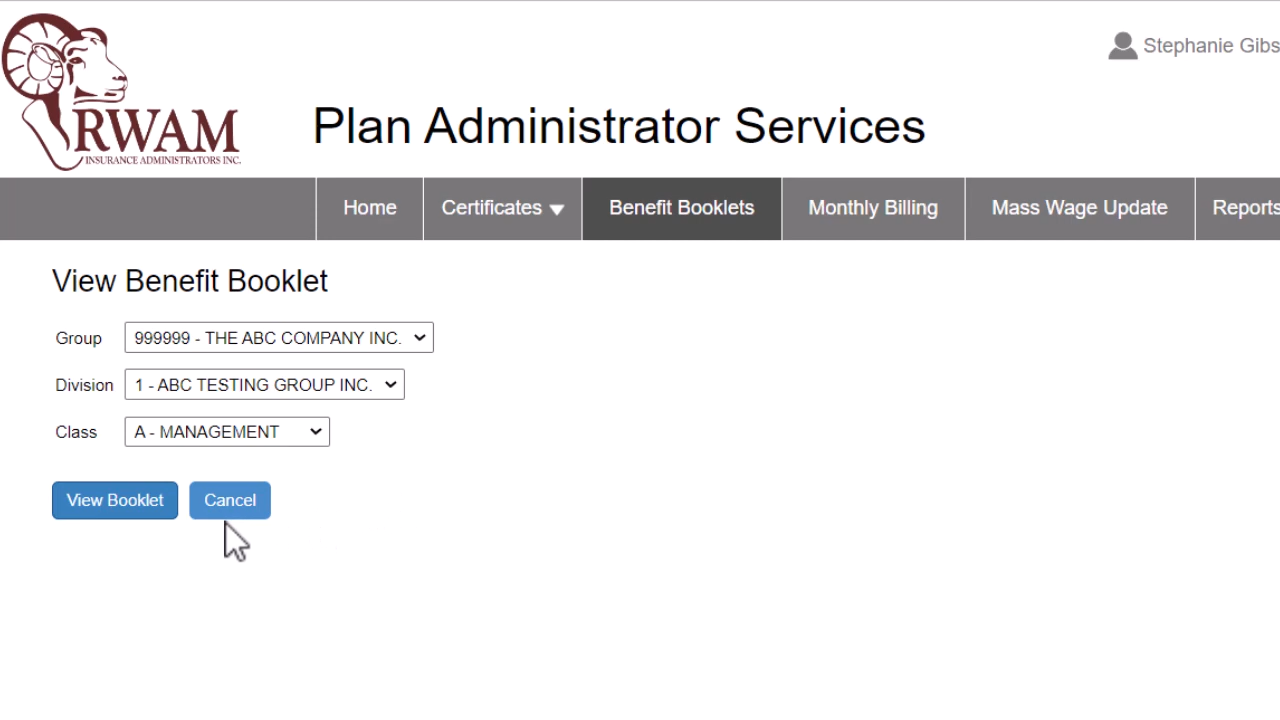 Stephanie Gibs
RWAM
INSURANCE ADMINISTRATORS INC.
Plan Administrator Services
Home Certificates Benefit Booklets Monthly Billing Mass Wage Update Reports
View Benefit Booklet
Group 999999 - THE ABC COMPANY INC.
Division 1 - ABC TESTING GROUP INC.
Class A - MANAGEMENT
View Booklet Cancel